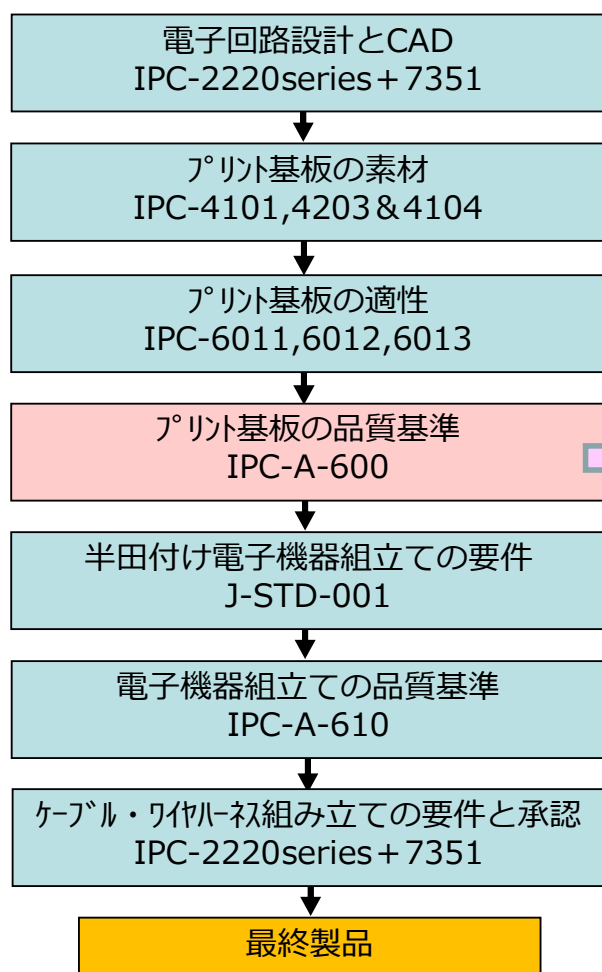 電子回路設計とCAD
IPC-2220series+7351
プリント基板の素材
IPC-4101,4203&4104
プリント基板の適性
IPC-6011,6012,6013
プリント基板の品質基準
IPC-A-600
半田付け電子機器組立ての要件
J-STD-001
電子機器組立ての品質基準
IPC-A-610
ケーブル・ワイヤハーネス組み立ての要件と承認
IPC-2220series+7351
最終製品